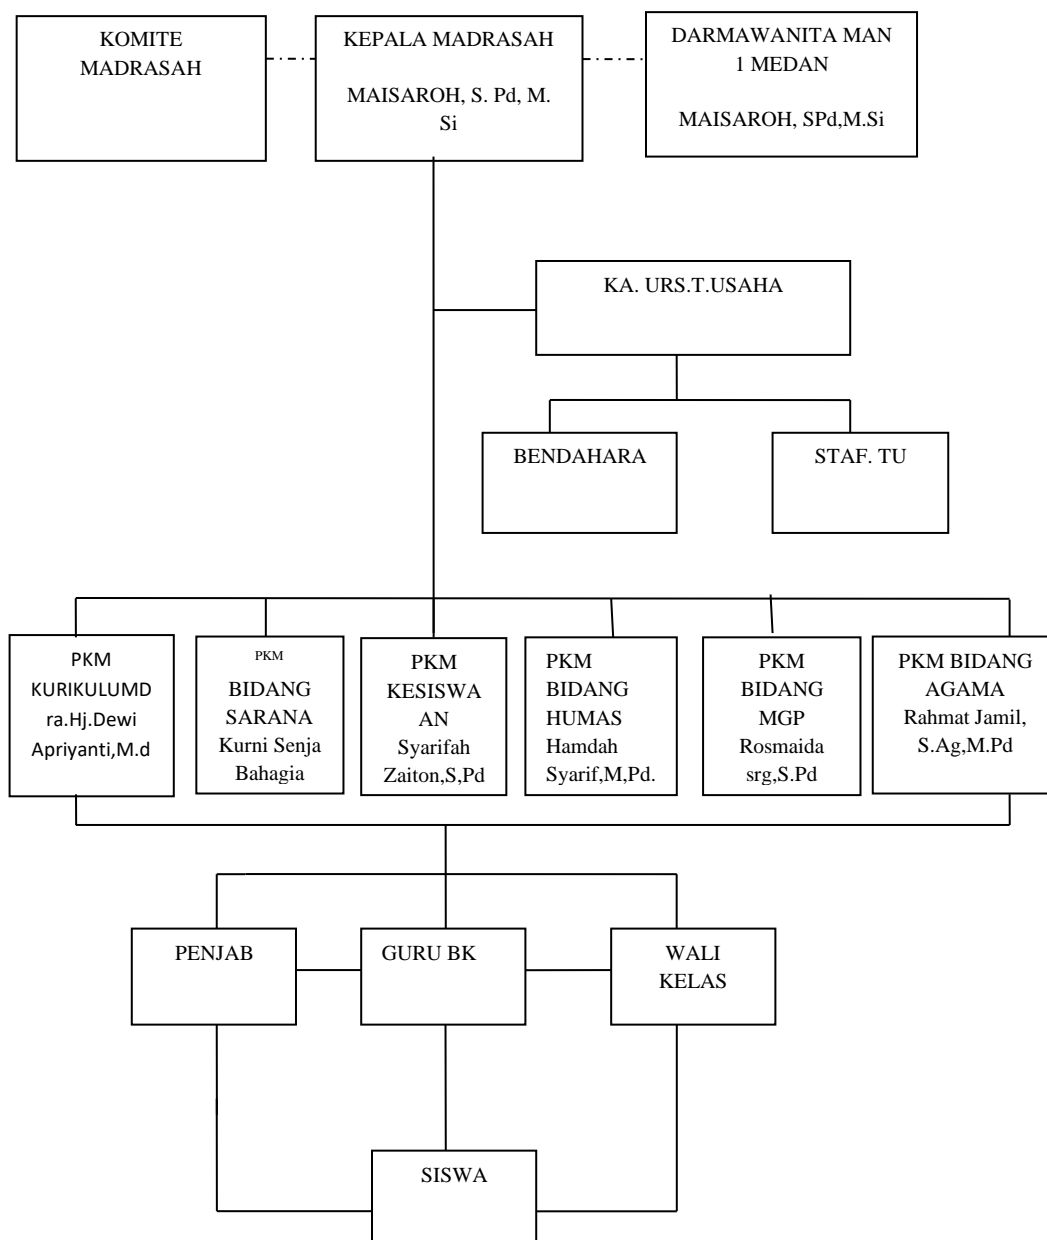 KOMITE
MADRASAH
KEPALA MADRASAH
MAISAROH, S. Pd, M.
Si
DARMAWANITA MAN
1 MEDAN
MAISAROH, SPd,M.Si
KA. URS.T.USAHA
BENDAHARA
STAF. TU
PKM
KURIKULUMD
ra.Hj.Dewi
Apriyanti,M.d
PKM
BIDANG
SARANA
Kurni Senja
Bahagia
PKM
KESISWA
AN
Syarifah
Zaiton,S,Pd
PKM
BIDANG
HUMAS
Hamdah
Syarif,M,Pd.
PKM
BIDANG
MGP
Rosmaida
srg,S.Pd
PKM BIDANG
AGAMA
Rahmat Jamil,
S.Ag,M.Pd
PENJAB
GURU BK
WALI
KELAS
SISWA